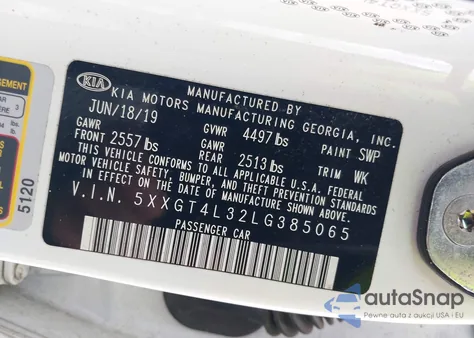 MANUFACTURED BY
KIA
KIA MOTORS MANUFACTURING GEORGIA, INC.
JUN/18/19
GVWR 4497lbs
PAINT SWP
GAWR FRONT 2557lbs
GAWR REAR 2513lbs
TRIM WK
THIS VEHICLE CONFORMS TO ALL APPLICABLE U.S.A. FEDERAL
MOTOR VEHICLE SAFETY, BUMPER, AND THEFT PREVENTION STANDARDS
IN EFFECT ON THE DATE OF MANUFACTURE SHOWN ABOVE.
V.I.N. 5XXGT4L32LG385065
PASSENGER CAR
5120
autaSnap
Pewne auta z aukcji USA i EU